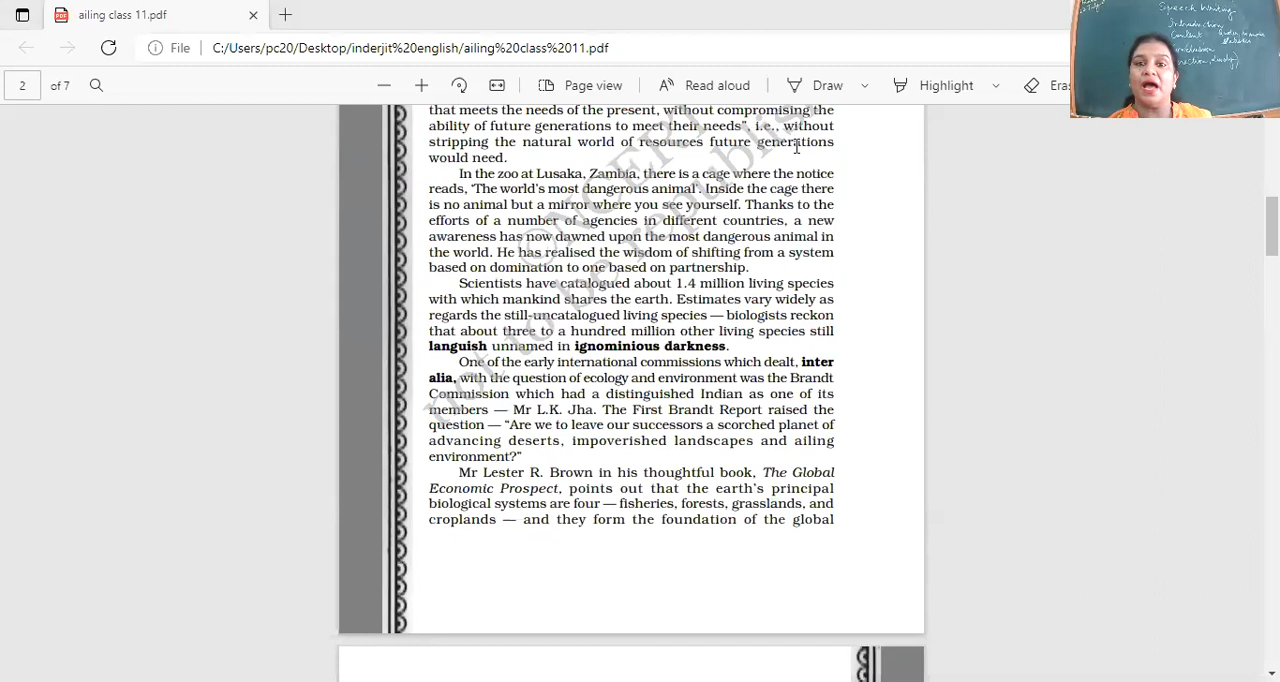 ailing class 11.pdf
File C:/Users/pc20/Desktop/inderjit%20english/ailing%20class%2011.pdf
2 of 7 Page view Read aloud Draw Highlight
Speech Writing
Introduction
Content
that meets the needs of the present, without compromising the
ability of future generations to meet their needs", i.e., without
stripping the natural world of resources future generations
would need.
In the zoo at Lusaka, Zambia, there is a cage where the notice
reads, 'The world's most dangerous animal'. Inside the cage there
is no animal but a mirror where you see yourself. Thanks to the
efforts of a number of agencies in different countries, a new
awareness has now dawned upon the most dangerous animal in
the world. He has realised the wisdom of shifting from a system
based on domination to one based on partnership.
Scientists have catalogued about 1.4 million living species
with which mankind shares the earth. Estimates vary widely as
regards the still-uncatalogued living species — biologists reckon
that about three to a hundred million other living species still
languish unnamed in ignominious darkness.
One of the early international commissions which dealt, inter
alia, with the question of ecology and environment was the Brandt
Commission which had a distinguished Indian as one of its
members — Mr L.K. Jha. The First Brandt Report raised the
question — "Are we to leave our successors a scorched planet of
advancing deserts, impoverished landscapes and ailing
environment?"
Mr Lester R. Brown in his thoughtful book, The Global
Economic Prospect, points out that the earth's principal
biological systems are four — fisheries, forests, grasslands, and
croplands — and they form the foundation of the global
©NCERT
not to be republis